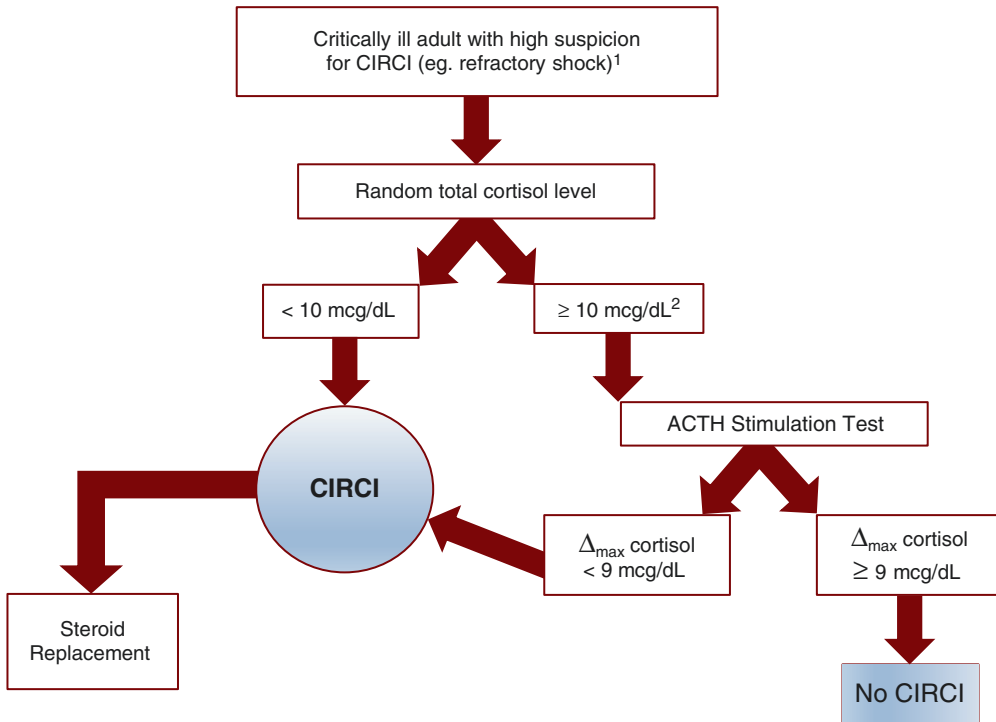 Critically ill adult with high suspicion
for CIRCI (eg. refractory shock)¹
Random total cortisol level
< 10 mcg/dL
≥ 10 mcg/dL²
ACTH Stimulation Test
CIRCI
Δmax cortisol
< 9 mcg/dL
Δmax cortisol
≥ 9 mcg/dL
Steroid
Replacement
No CIRCI